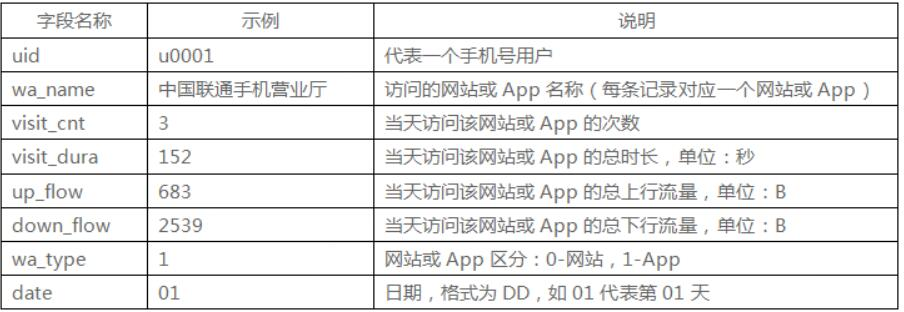 字段名称 示例 说明
uid u0001 代表一个手机号用户
wa_name 中国联通手机营业厅 访问的网站或 App 名称（每条记录对应一个网站或 App）
visit_cnt 3 当天访问该网站或 App 的次数
visit_dura 152 当天访问该网站或 App 的总时长，单位：秒
up_flow 683 当天访问该网站或 App 的总上行流量，单位：B
down_flow 2539 当天访问该网站或 App 的总下行流量，单位：B
wa_type 1 网站或 App 区分：0-网站，1-App
date 01 日期，格式为 DD，如 01 代表第 01 天